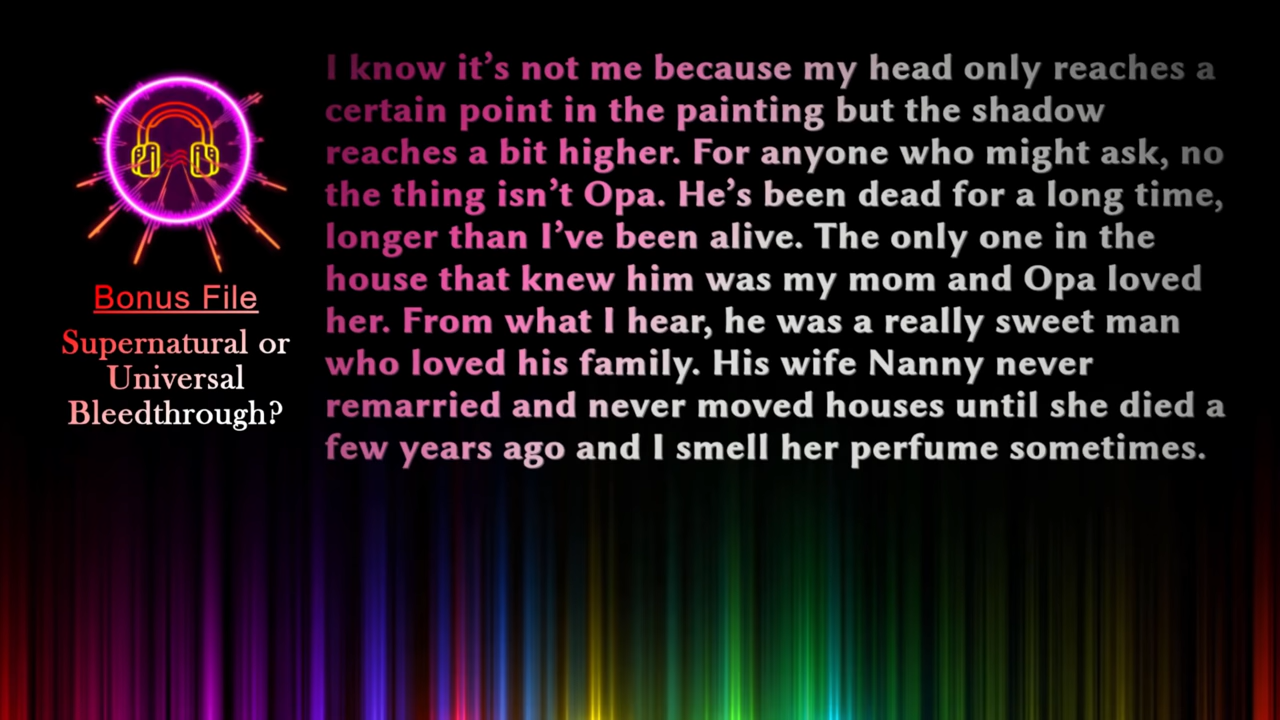 Bonus File
Supernatural or
Universal
Bleedthrough?
I know it’s not me because my head only reaches a
certain point in the painting but the shadow
reaches a bit higher. For anyone who might ask, no
the thing isn’t Opa. He’s been dead for a long time,
longer than I’ve been alive. The only one in the
house that knew him was my mom and Opa loved
her. From what I hear, he was a really sweet man
who loved his family. His wife Nanny never
remarried and never moved houses until she died a
few years ago and I smell her perfume sometimes.